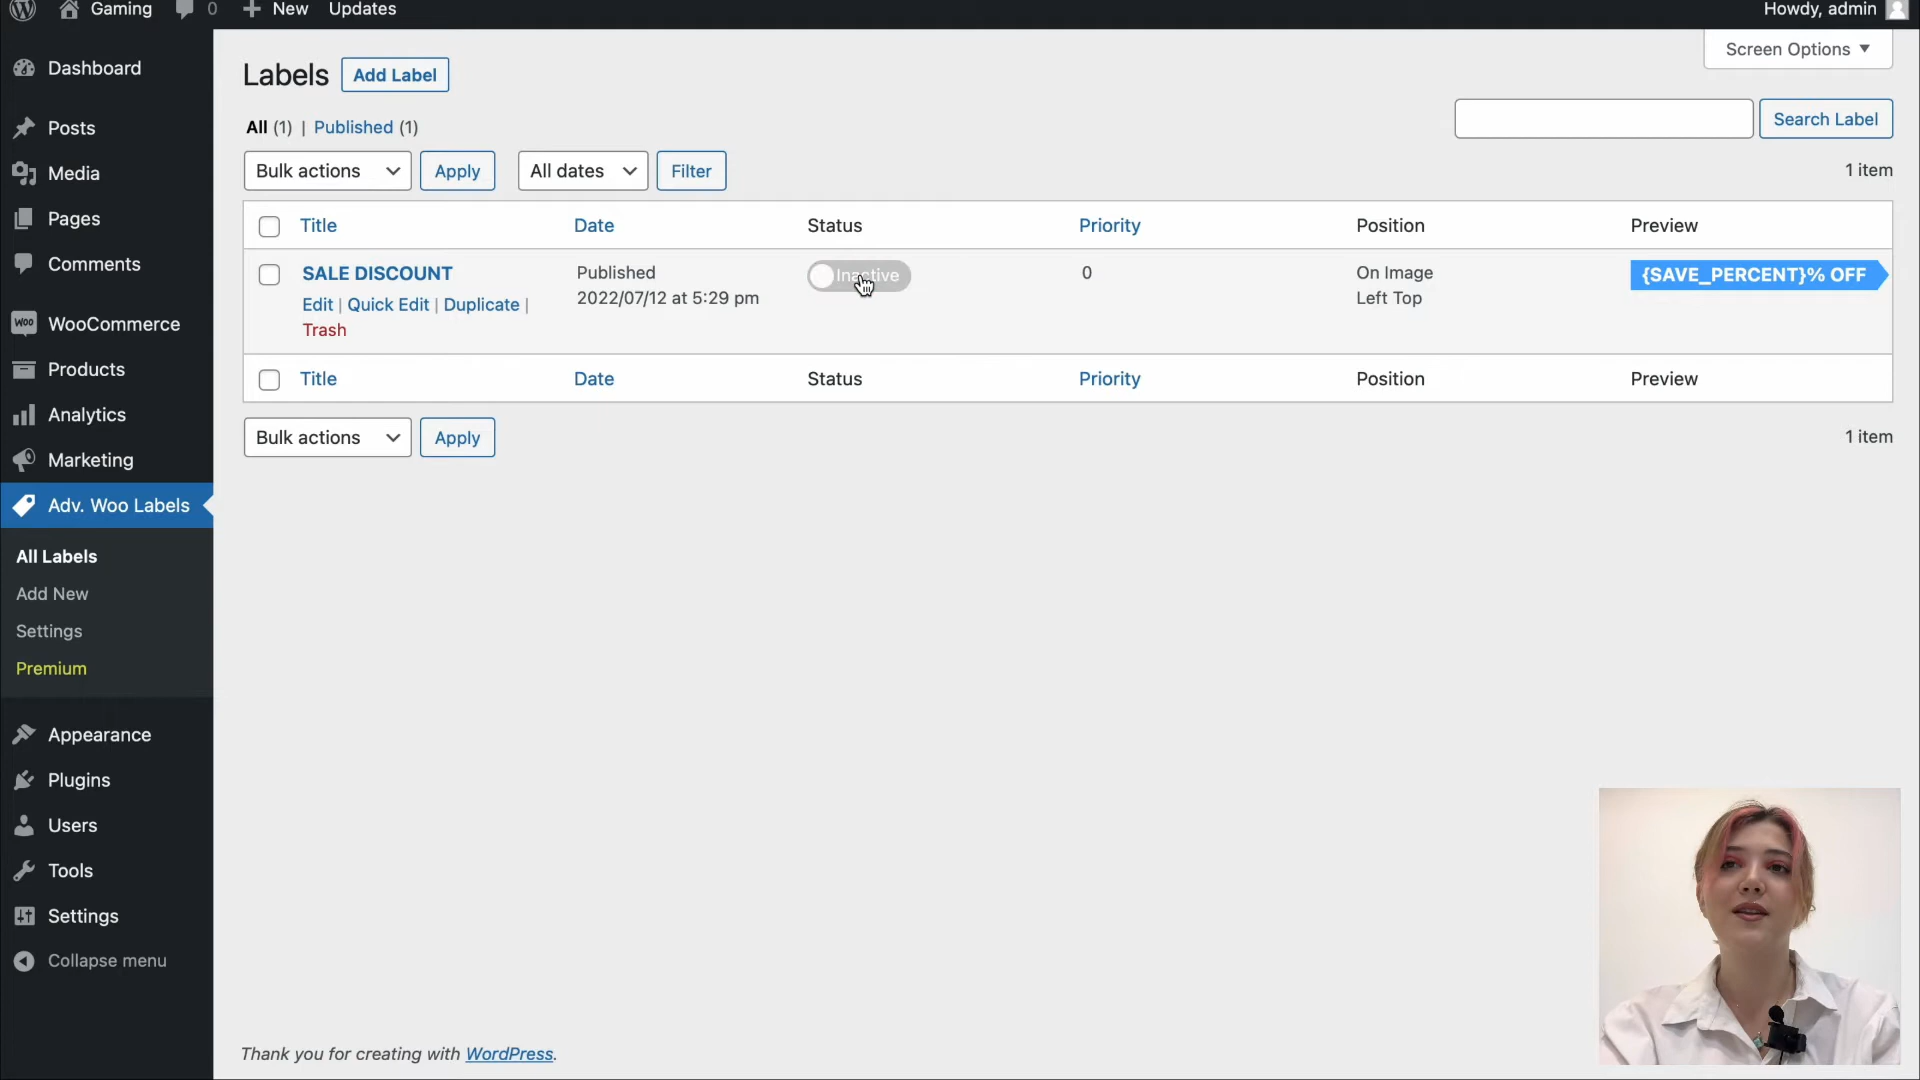 Gaming 0 New Updates Howdy, admin
Screen Options
Dashboard
Posts
Media
Pages
Comments
WOO WooCommerce
Products
Analytics
Marketing
Adv. Woo Labels
All Labels
Add New
Settings
Premium
Appearance
Plugins
Users
Tools
Settings
Collapse menu
Labels Add Label
All (1) | Published (1)
Search Label
Bulk actions Apply All dates Filter 1 item
Title Date Status Priority Position Preview
SALE DISCOUNT Published Inactive 0 On Image {SAVE_PERCENT}% OFF
Edit | Quick Edit | Duplicate | 2022/07/12 at 5:29 pm Left Top
Trash
Title Date Status Priority Position Preview
Bulk actions Apply 1 item
Thank you for creating with WordPress.